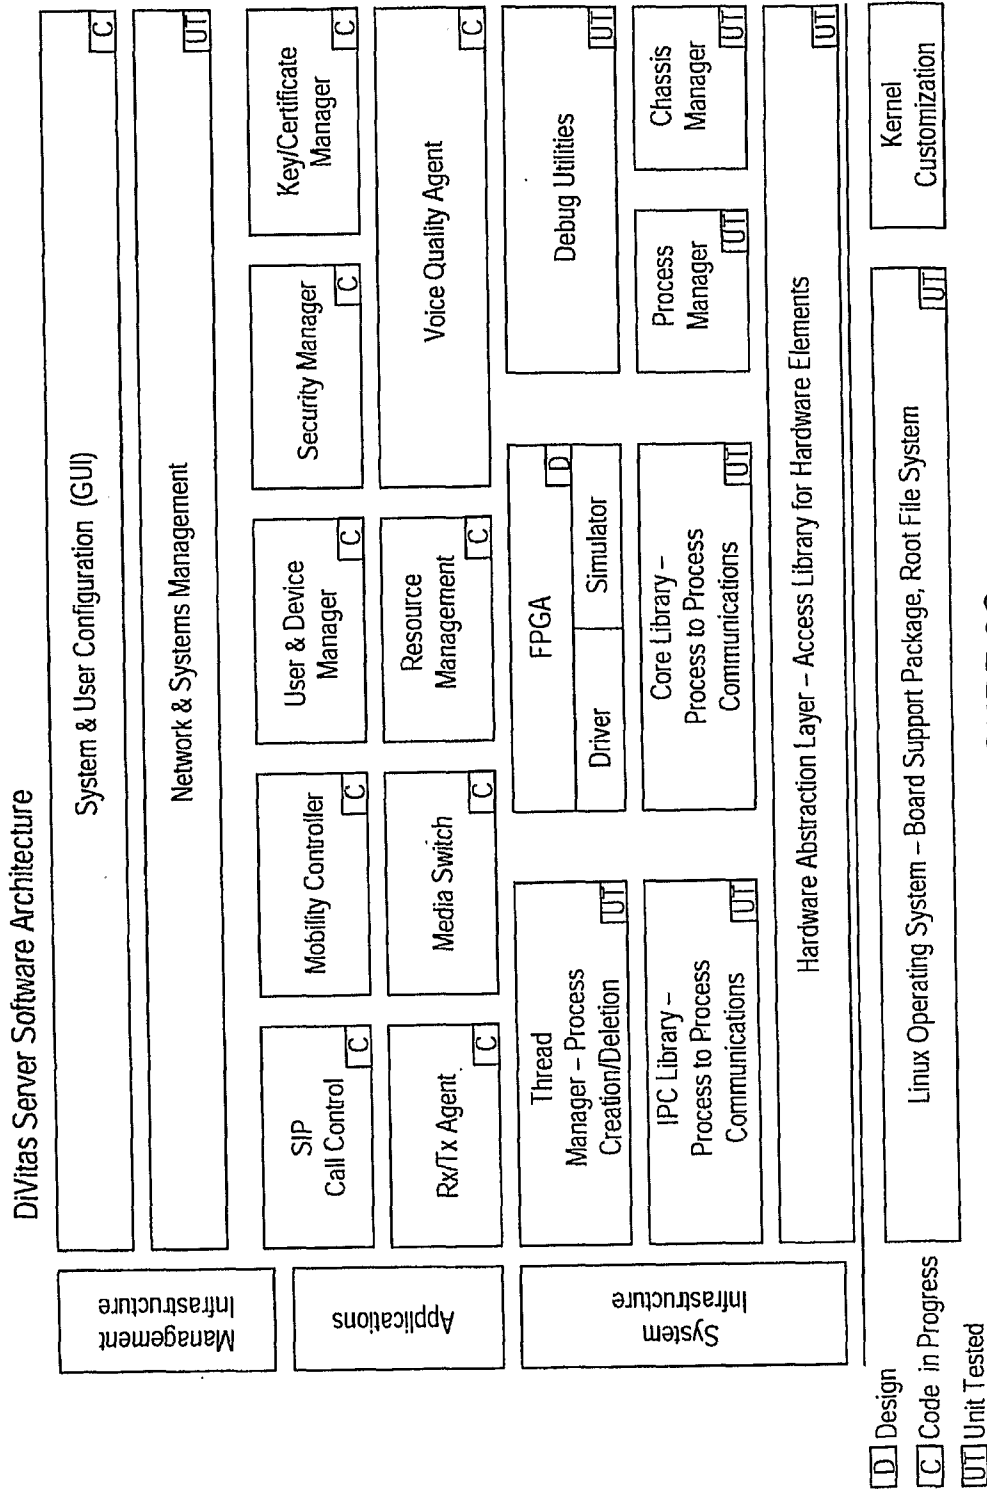 DiVitas Server Software Architecture
Management
Infrastructure
System & User Configuration (GUI)
C
Network & Systems Management
UT
Applications
SIP
Call Control
C
Mobility Controller
C
User & Device
Manager
C
Security Manager
C
Key/Certificate
Manager
C
Rx/Tx Agent
C
Media Switch
C
Resource
Management
C
Voice Quality Agent
C
System
Infrastructure
Thread
Manager – Process
Creation/Deletion
UT
FPGA
D
Driver
Simulator
Debug Utilities
UT
IPC Library –
Process to Process
Communications
UT
Core Library –
Process to Process
Communications
UT
Process
Manager
UT
Chassis
Manager
UT
Hardware Abstraction Layer – Access Library for Hardware Elements
UT
Linux Operating System – Board Support Package, Root File System
UT
Kernel
Customization
D Design
C Code in Progress
UT Unit Tested